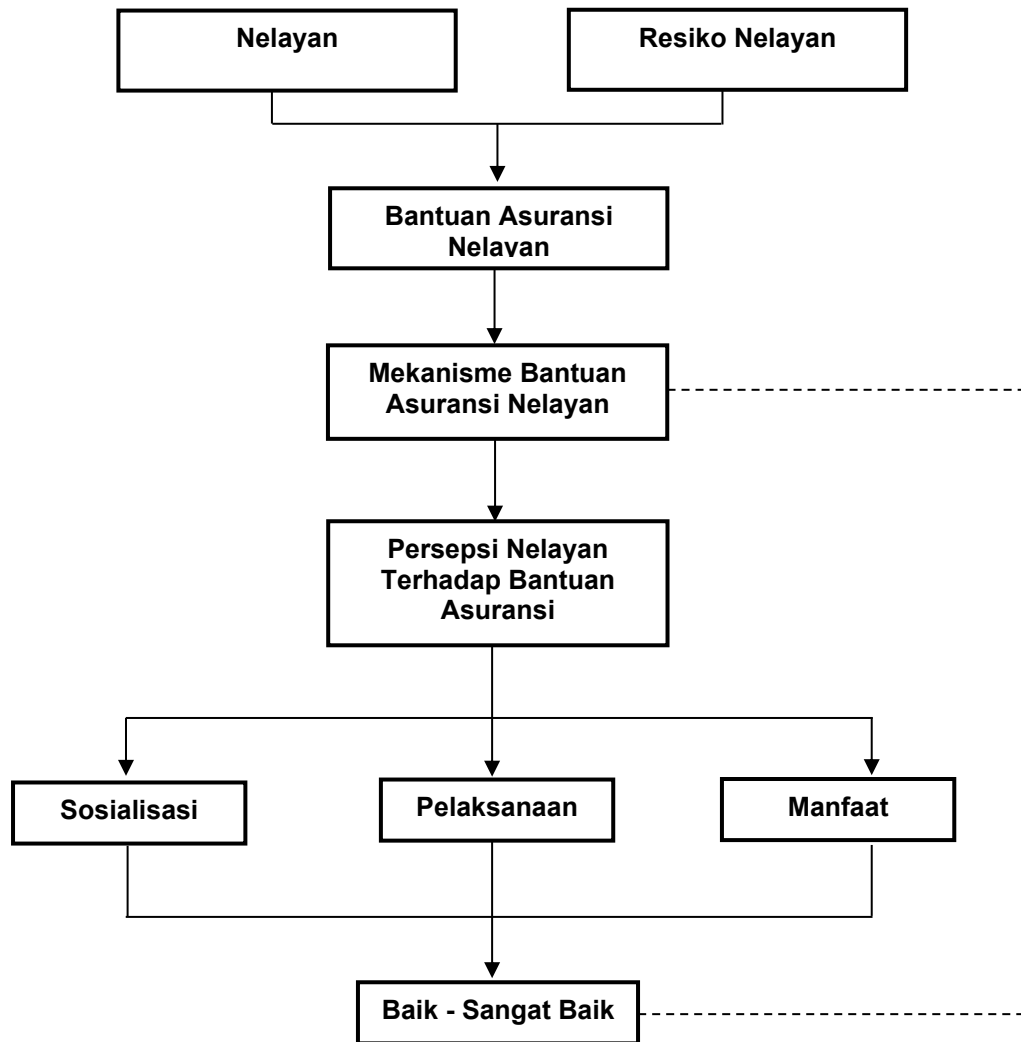 Nelayan
Resiko Nelayan
Bantuan Asuransi
Nelayan
Mekanisme Bantuan
Asuransi Nelayan
Persepsi Nelayan
Terhadap Bantuan
Asuransi
Sosialisasi
Pelaksanaan
Manfaat
Baik - Sangat Baik